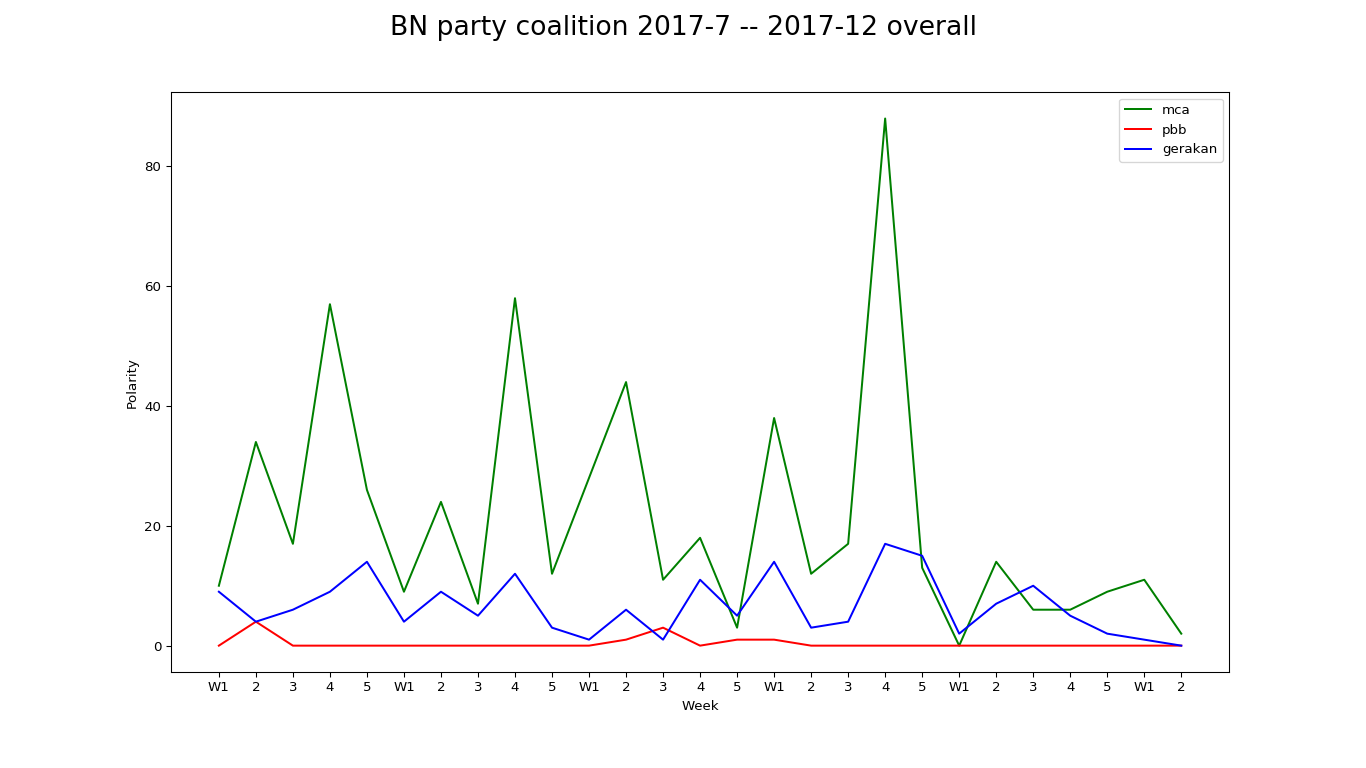 BN party coalition 2017-7 -- 2017-12 overall
mca
pbb
gerakan
80
60
40
20
0
Polarity
W1 2 3 4 5 W1 2 3 4 5 W1 2 3 4 5 W1 2 3 4 5 W1 2 3 4 5 W1 2
Week